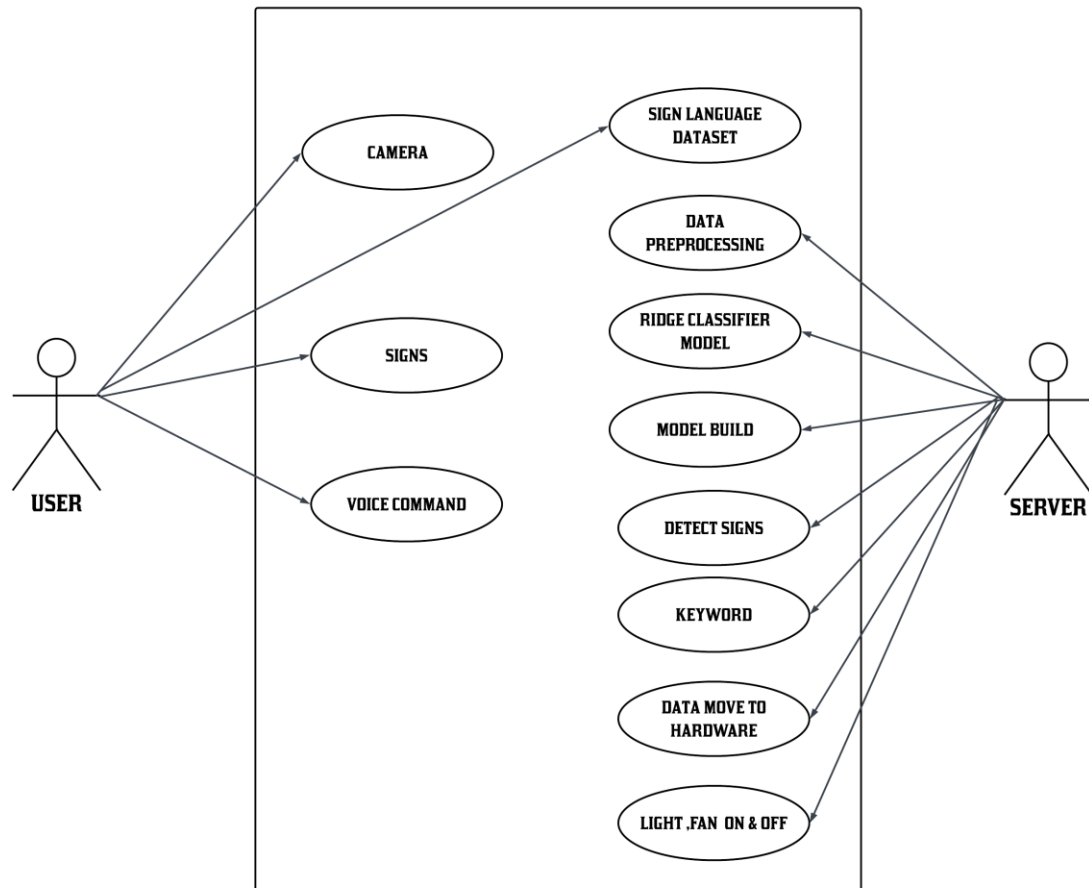 CAMERA
SIGN LANGUAGE
DATASET
DATA
PREPROCESSING
RIDGE CLASSIFIER
MODEL
SIGNS
MODEL BUILD
USER
VOICE COMMAND
SERVER
DETECT SIGNS
KEYWORD
DATA MOVE TO
HARDWARE
LIGHT ,FAN ON & OFF